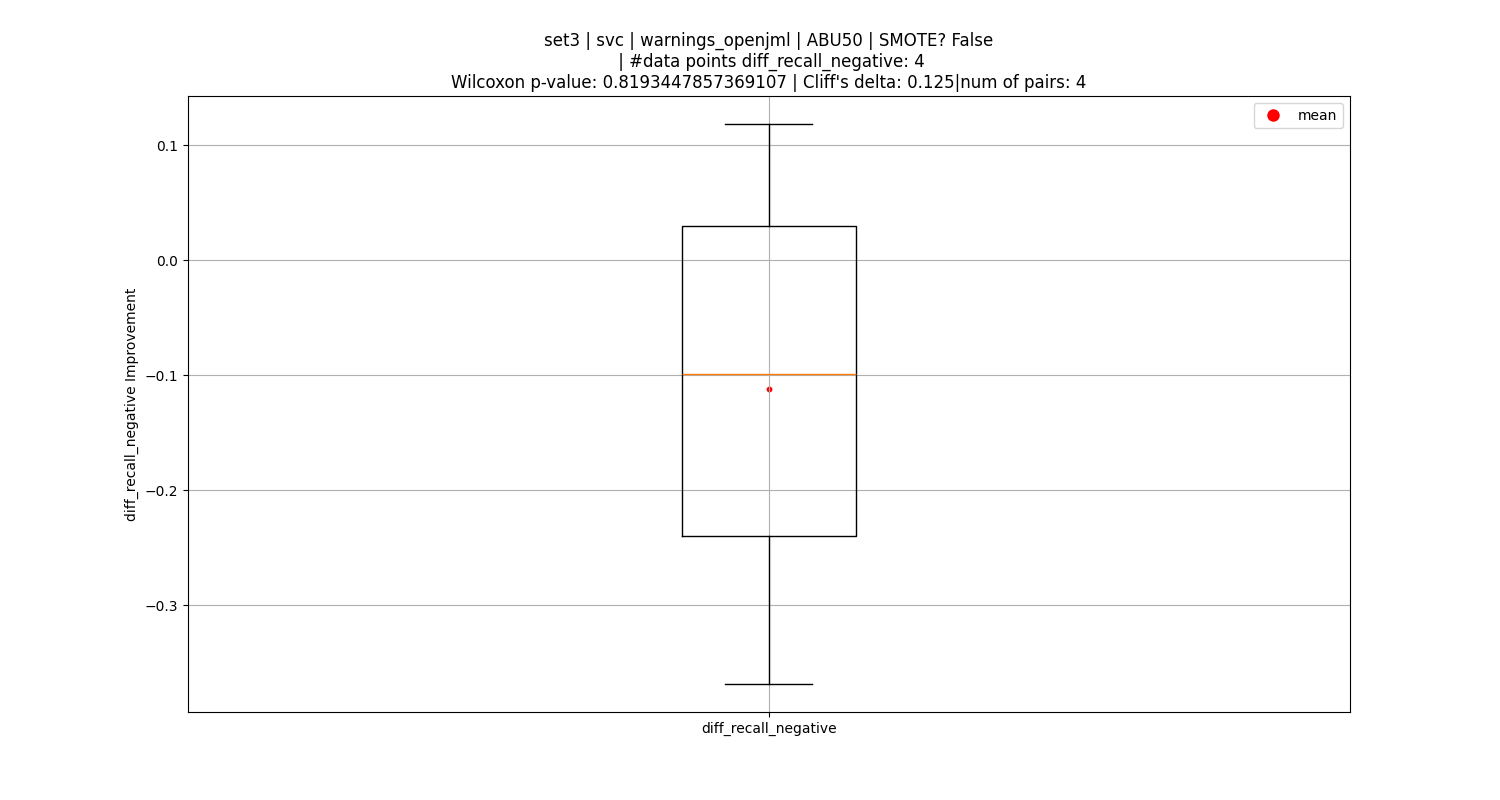 set3 | svc | warnings_openjml | ABU50 | SMOTE? False
| #data points diff_recall_negative: 4
Wilcoxon p-value: 0.8193447857369107 | Cliff's delta: 0.125|num of pairs: 4
mean
0.1
0.0
−0.1
−0.2
−0.3
diff_recall_negative Improvement
diff_recall_negative